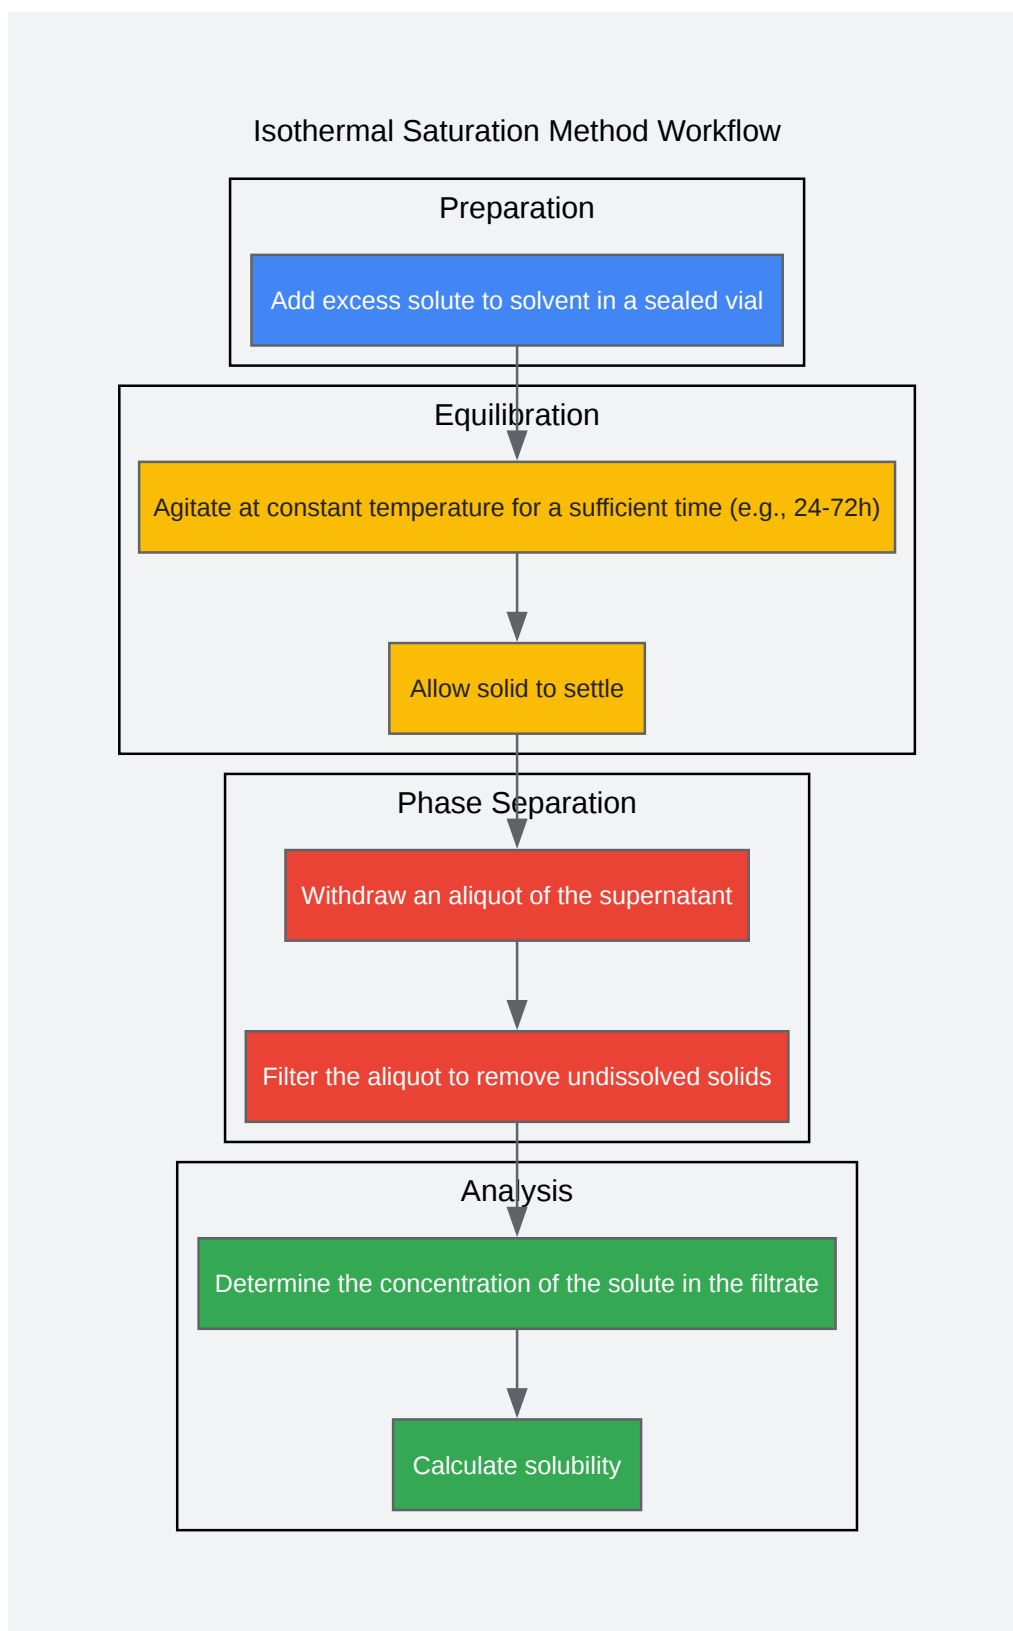 Isothermal Saturation Method Workflow
Preparation
Add excess solute to solvent in a sealed vial
Equilibration
Agitate at constant temperature for a sufficient time (e.g., 24-72h)
Allow solid to settle
Phase Separation
Withdraw an aliquot of the supernatant
Filter the aliquot to remove undissolved solids
Analysis
Determine the concentration of the solute in the filtrate
Calculate solubility